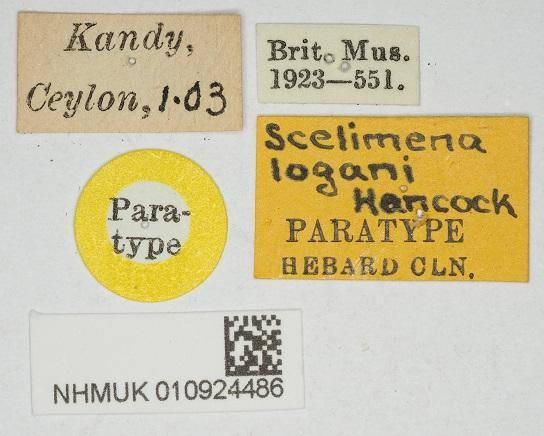 Kandy,
Ceylon, 1·03
Brit. Mus.
1923—551.
Scelimena
logani
Hancock
PARATYPE
HEBARD CLN.
Para-
type
NHMUK 010924486